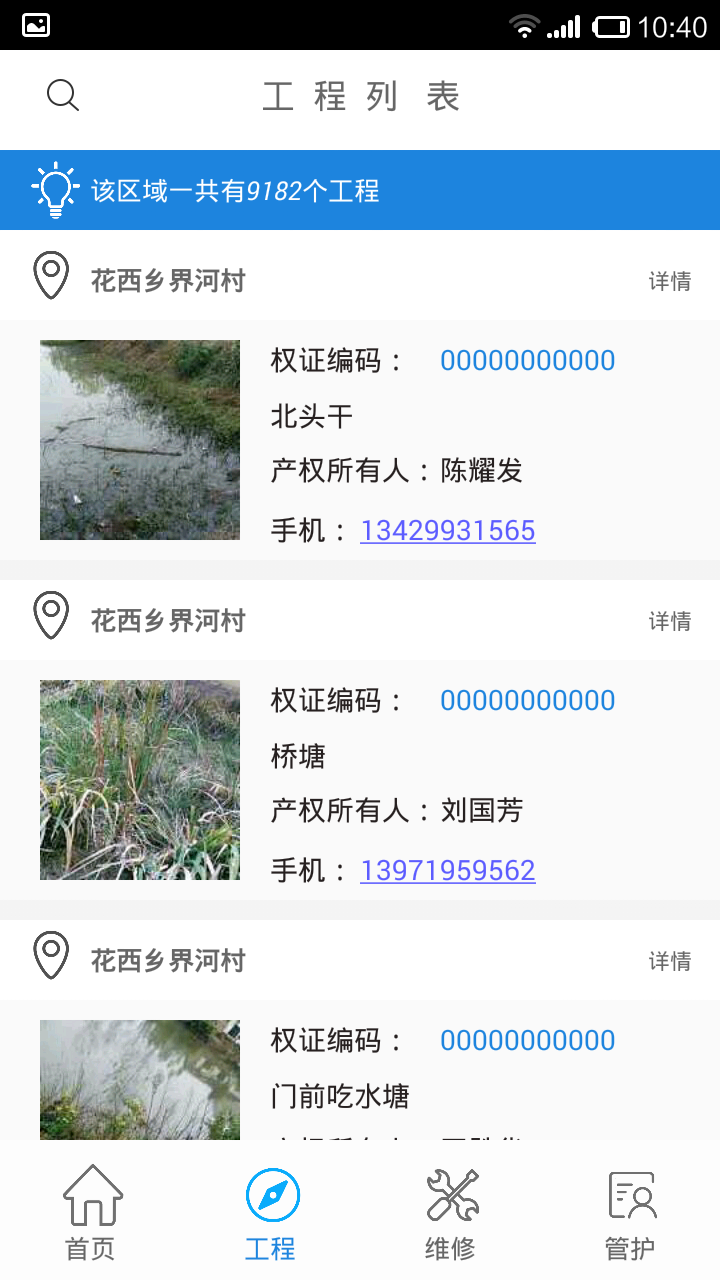 10:40
工程列表
该区域一共有9182个工程
花西乡界河村 详情
权证编码： 00000000000
北头干
产权所有人：陈耀发
手机：13429931565
花西乡界河村 详情
权证编码： 00000000000
桥塘
产权所有人：刘国芳
手机：13971959562
花西乡界河村 详情
权证编码： 00000000000
门前吃水塘
首页 工程 维修 管护